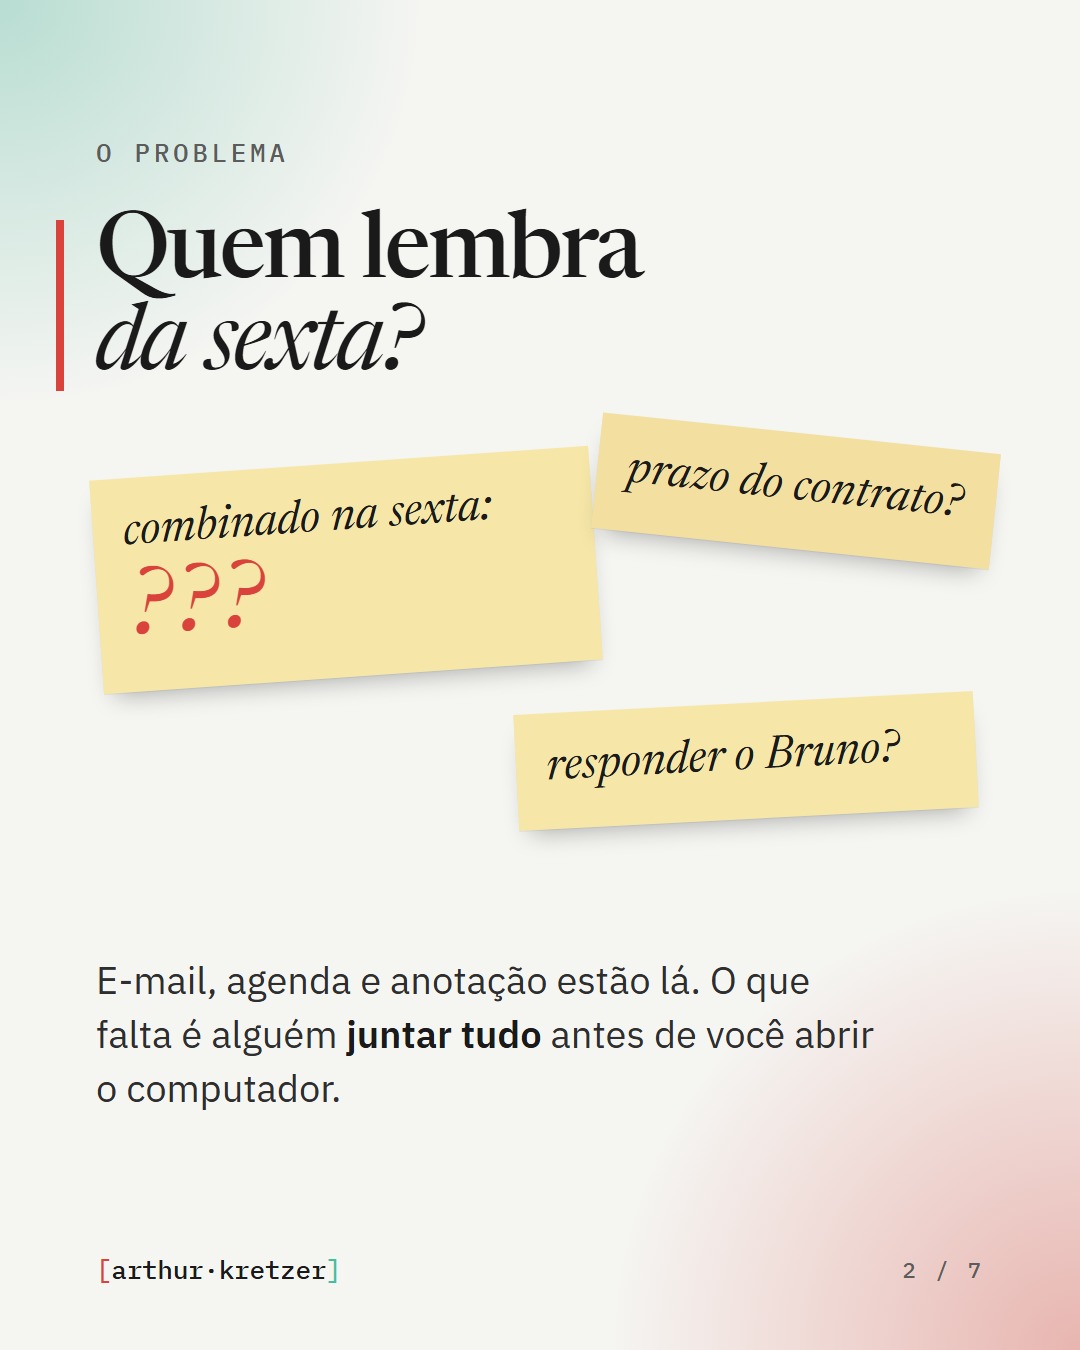 O PROBLEMA
Quem lembra
da sexta?
combinado na sexta:
???
prazo do contrato?
responder o Bruno?
E-mail, agenda e anotação estão lá. O que
falta é alguém juntar tudo antes de você abrir
o computador.
[arthur·kretzer]
2 / 7